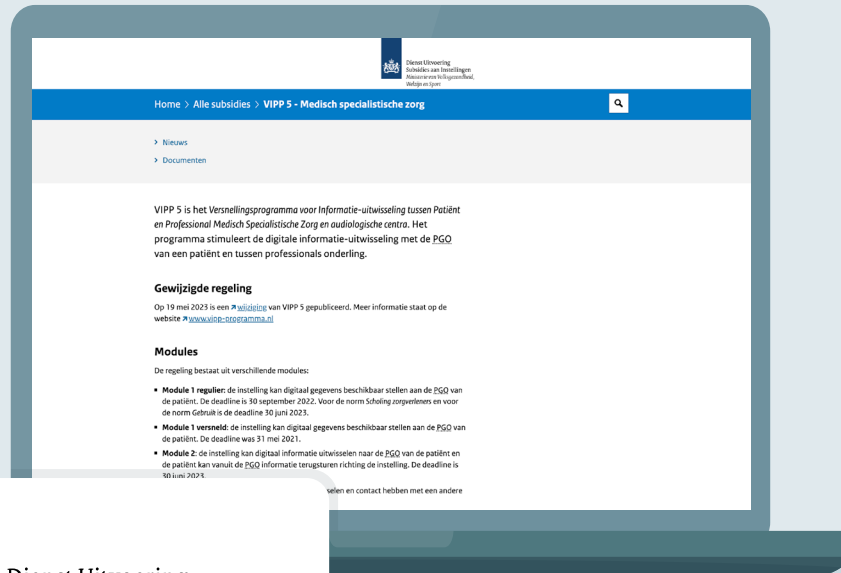 Dienst Uitvoering
Subsidies aan Instellingen
Ministerie van Volksgezondheid,
Welzijn en Sport
Home > Alle subsidies > VIPP 5 - Medisch specialistische zorg
> Nieuws
> Documenten
VIPP 5 is het Versnellingsprogramma voor Informatie-uitwisseling tussen Patiënt
en Professional Medisch Specialistische Zorg en audiologische centra. Het
programma stimuleert de digitale informatie-uitwisseling met de PGO
van een patiënt en tussen professionals onderling.
Gewijzigde regeling
Op 19 mei 2023 is een wijziging van VIPP 5 gepubliceerd. Meer informatie staat op de
website www.vipp-programma.nl
Modules
De regeling bestaat uit verschillende modules:
▪ Module 1 regulier: de instelling kan digitaal gegevens beschikbaar stellen aan de PGO van
de patiënt. De deadline is 30 september 2022. Voor de norm Scholing zorgverleners en voor
de norm Gebruik is de deadline 30 juni 2023.
▪ Module 1 versneld: de instelling kan digitaal gegevens beschikbaar stellen aan de PGO van
de patiënt. De deadline was 31 mei 2021.
▪ Module 2: de instelling kan digitaal informatie uitwisselen naar de PGO van de patiënt en
de patiënt kan vanuit de PGO informatie terugsturen richting de instelling. De deadline is
30 juni 2023.
selen en contact hebben met een andere
Dienst Uitvoering